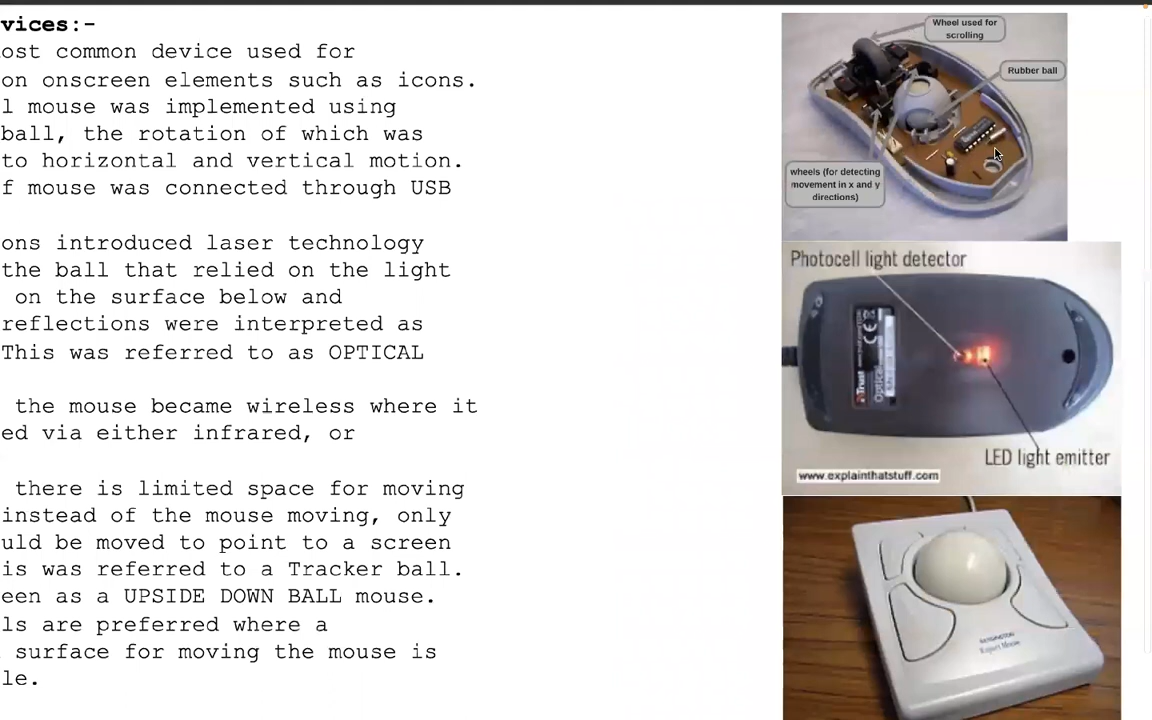 vices:-
ost common device used for
on onscreen elements such as icons.
l mouse was implemented using
ball, the rotation of which was
to horizontal and vertical motion.
f mouse was connected through USB
ons introduced laser technology
the ball that relied on the light
on the surface below and
reflections were interpreted as
This was referred to as OPTICAL
the mouse became wireless where it
ed via either infrared, or
there is limited space for moving
instead of the mouse moving, only
uld be moved to point to a screen
is was referred to a Tracker ball.
een as a UPSIDE DOWN BALL mouse.
ls are preferred where a
surface for moving the mouse is
le.
Wheel used for
scrolling
Rubber ball
wheels (for detecting
movement in x and y
directions)
Photocell light detector
Trust
Optical
CE
LED light emitter
www.explainthatstuff.com
KENSINGTON
Expert Mouse